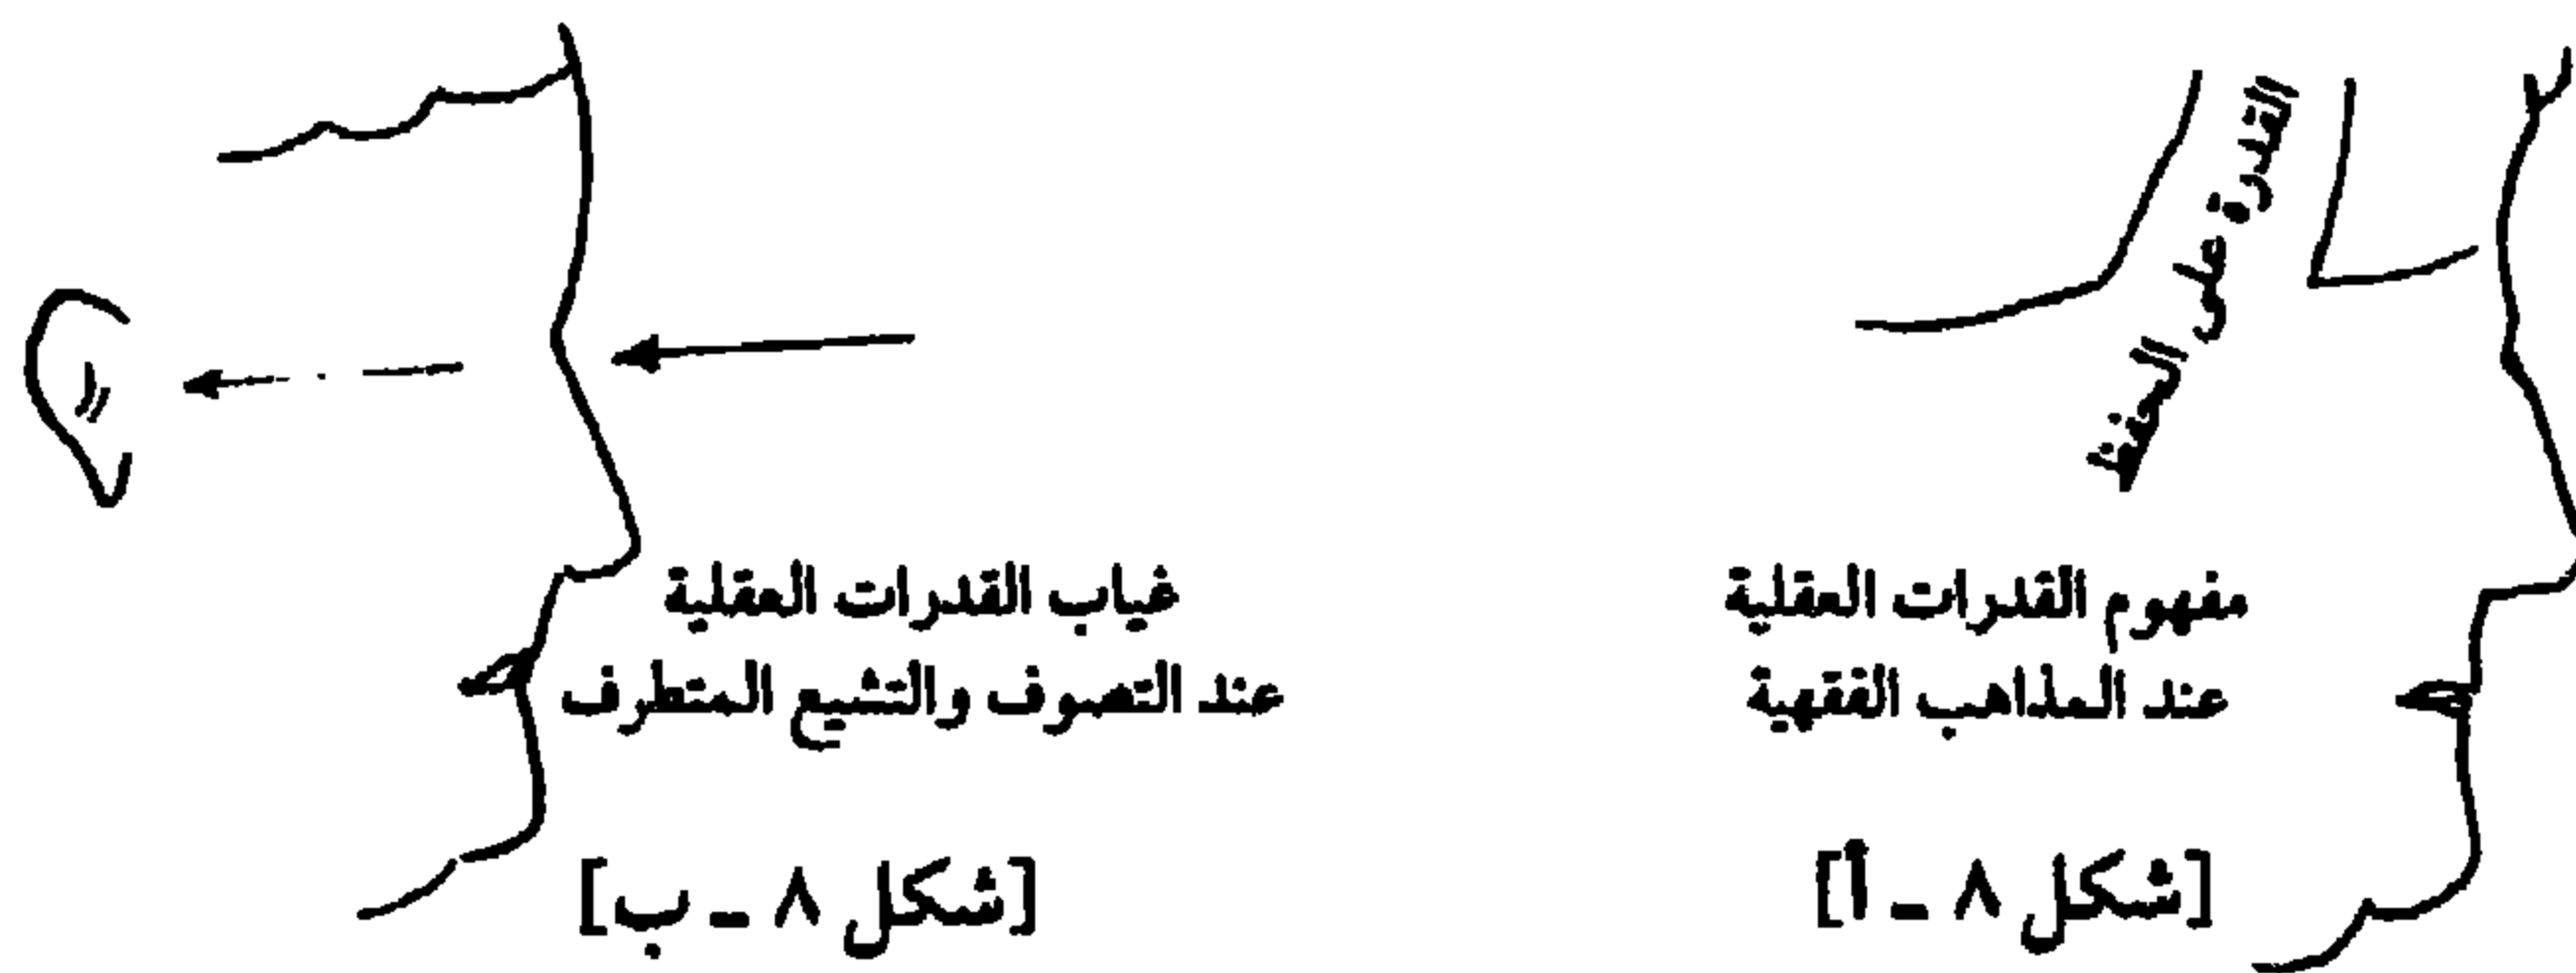 القدرة على الحفظ
مفهوم القدرات العقلية
عند المذاهب الفقهية
[شكل ٨ - أ]
غياب القدرات العقلية
عند التصوف والتشيع المتطرف
[شكل ٨ - ب]